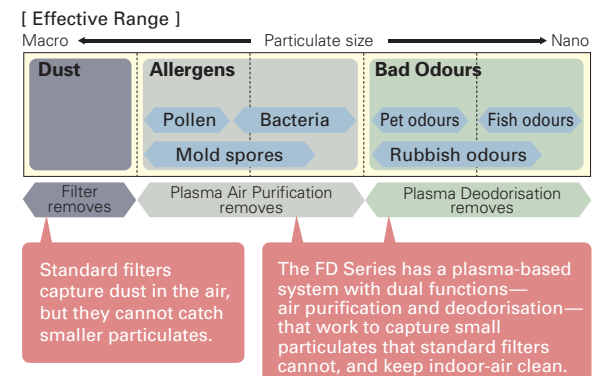 [ Effective Range ]
Macro Particulate size Nano
Dust Allergens Bad Odours
Pollen Bacteria Pet odours Fish odours
Mold spores Rubbish odours
Filter removes
Plasma Air Purification removes
Plasma Deodorisation removes
Standard filters
capture dust in the air,
but they cannot catch
smaller particulates.
The FD Series has a plasma-based
system with dual functions—
air purification and deodorisation—
that work to capture small
particulates that standard filters
cannot, and keep indoor-air clean.